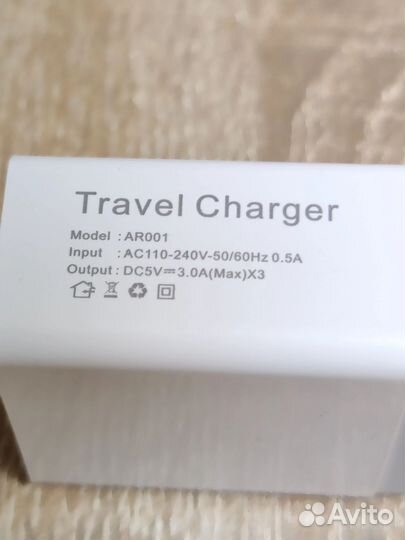 Travel Charger
Model : AR001
Input : AC110-240V-50/60Hz 0.5A
Output : DC5V⎓3.0A(Max)X3
Avito